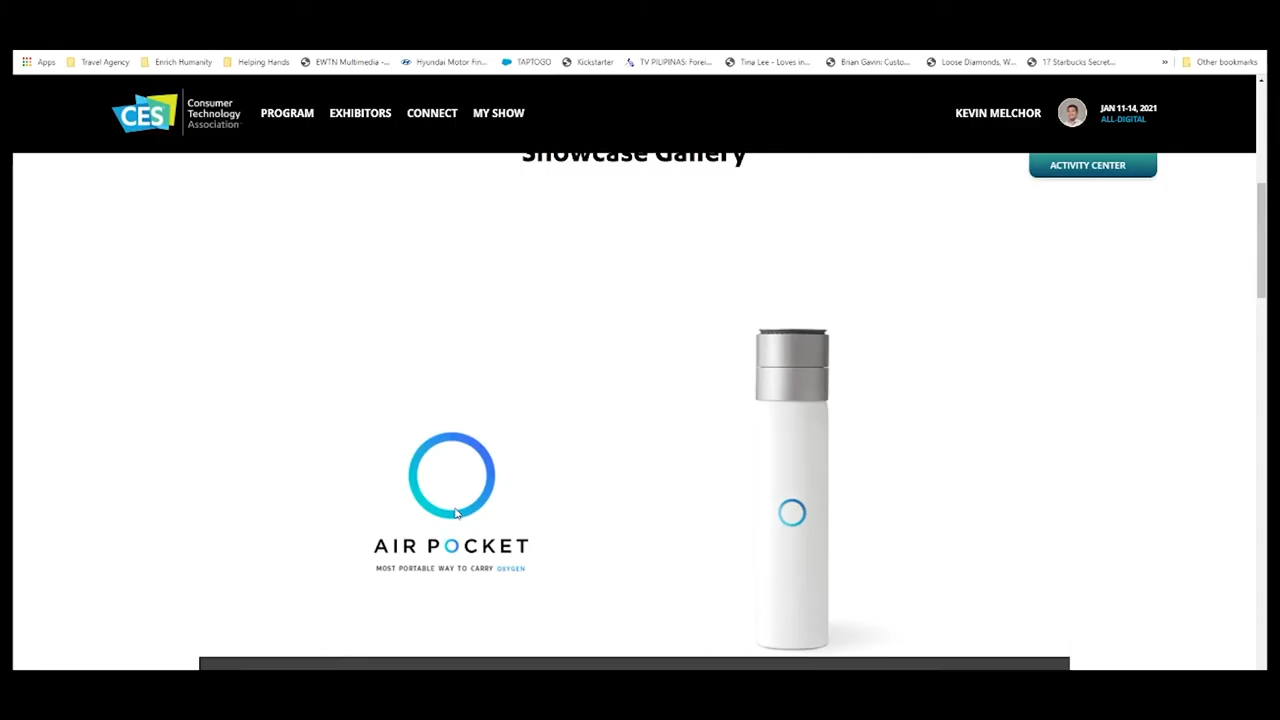 Apps Travel Agency Enrich Humanity Helping Hands EWTN Multimedia -... Hyundai Motor Fin... TAPTOGO Kickstarter TV PILIPINAS: Forei... Tina Lee – Loves in... Brian Gavin: Custo... Loose Diamonds, W... 17 Starbucks Secret... » Other bookmarks
CES Consumer Technology Association PROGRAM EXHIBITORS CONNECT MY SHOW KEVIN MELCHOR JAN 11-14, 2021
ALL-DIGITAL
Showcase Gallery
ACTIVITY CENTER
AIR POCKET
MOST PORTABLE WAY TO CARRY OXYGEN